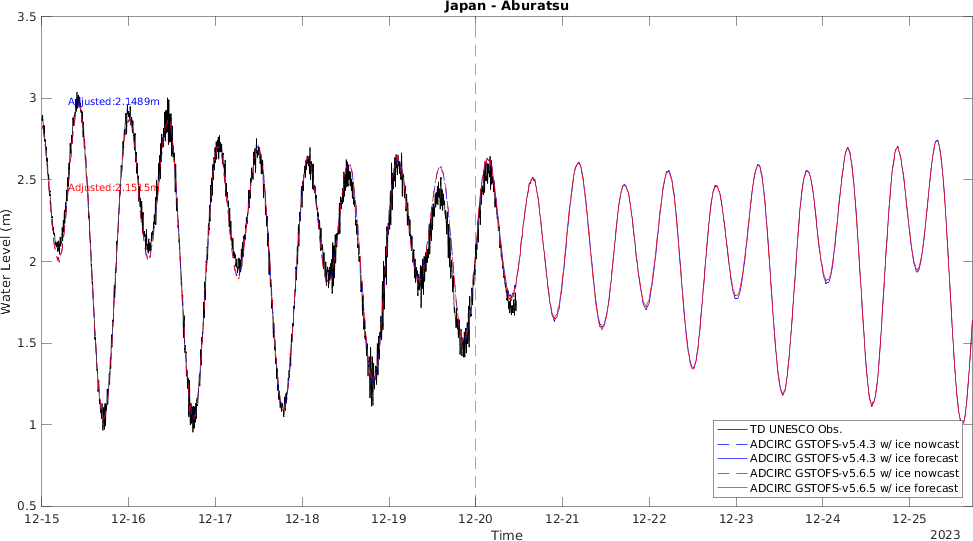 Japan - Aburatsu
3.5
3
2.5
2
1.5
1
0.5
Water Level (m)
Adjusted:2.1489m
Adjusted:2.1515m
TD UNESCO Obs.
ADCIRC GSTOFS-v5.4.3 w/ ice nowcast
ADCIRC GSTOFS-v5.4.3 w/ ice forecast
ADCIRC GSTOFS-v5.6.5 w/ ice nowcast
ADCIRC GSTOFS-v5.6.5 w/ ice forecast
12-15 12-16 12-17 12-18 12-19 12-20 12-21 12-22 12-23 12-24 12-25
Time
2023